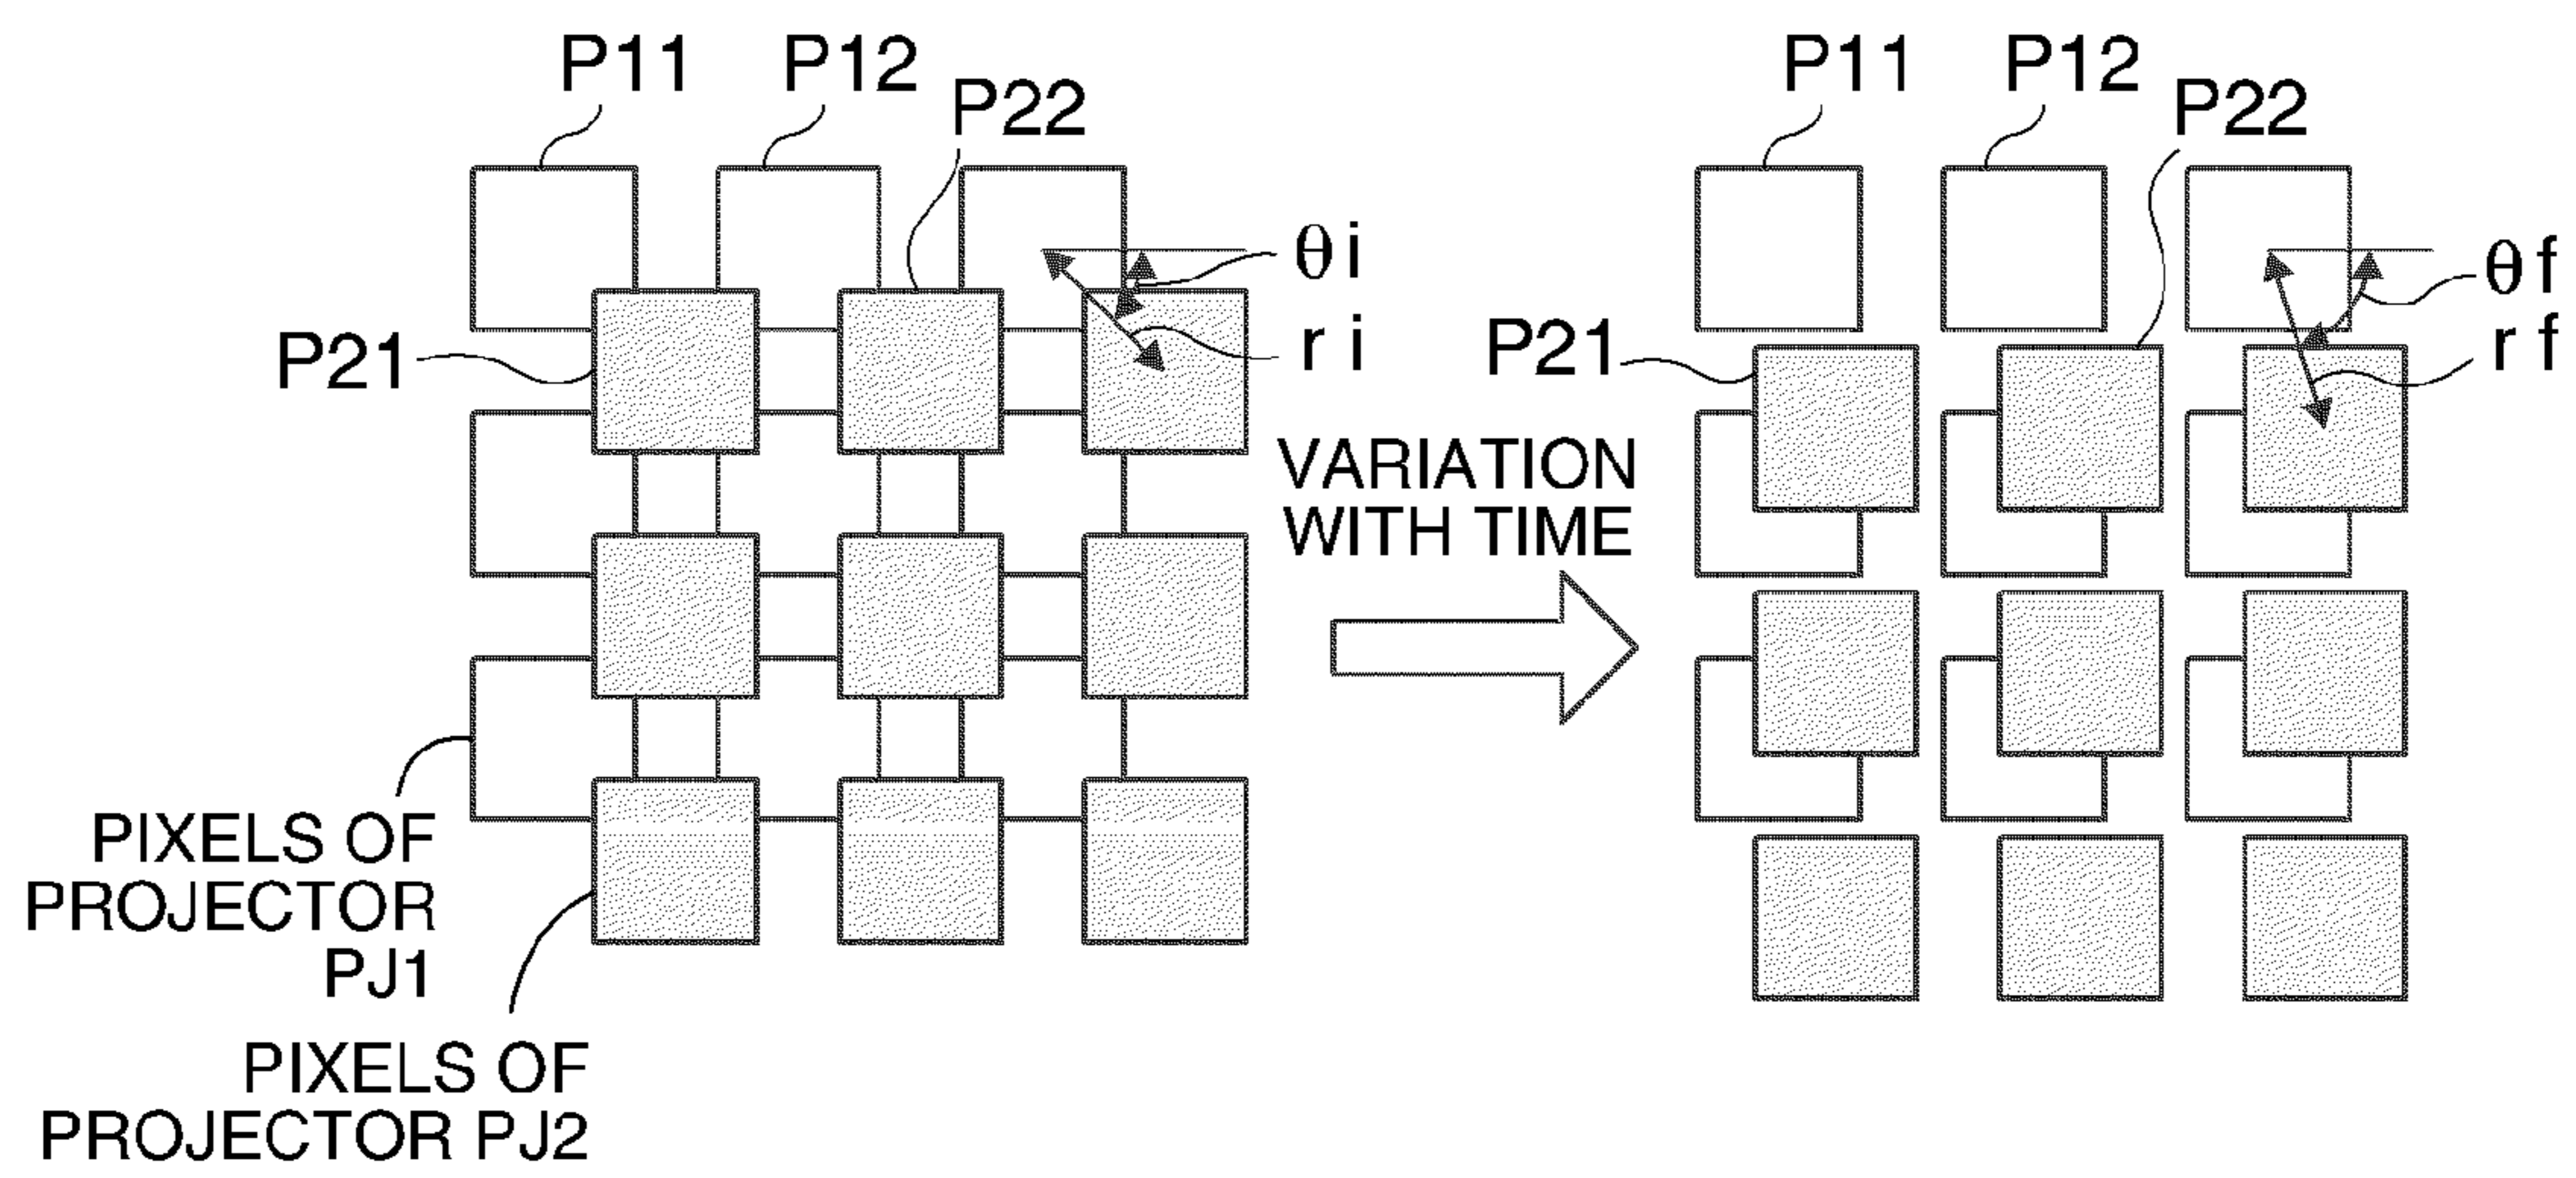 P11
P12
P22
θi
ri
P21
PIXELS OF
PROJECTOR
PJ1
PIXELS OF
PROJECTOR PJ2
VARIATION
WITH TIME
P11
P12
P22
θf
rf
P21